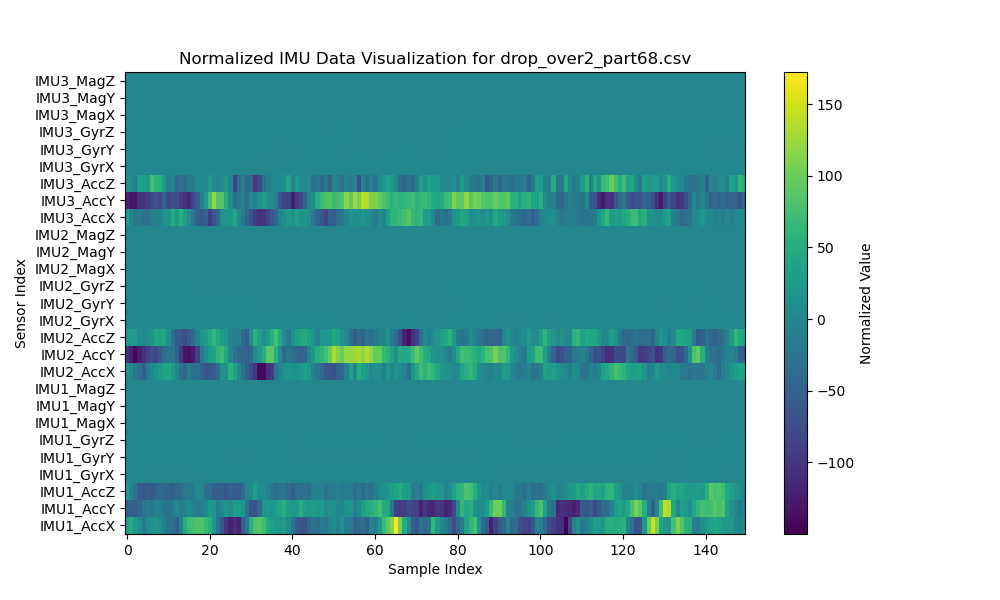 Normalized IMU Data Visualization for drop_over2_part68.csv
IMU3_MagZ
IMU3_MagY
IMU3_MagX
IMU3_GyrZ
IMU3_GyrY
IMU3_GyrX
IMU3_AccZ
IMU3_AccY
IMU3_AccX
IMU2_MagZ
IMU2_MagY
IMU2_MagX
IMU2_GyrZ
IMU2_GyrY
IMU2_GyrX
IMU2_AccZ
IMU2_AccY
IMU2_AccX
IMU1_MagZ
IMU1_MagY
IMU1_MagX
IMU1_GyrZ
IMU1_GyrY
IMU1_GyrX
IMU1_AccZ
IMU1_AccY
IMU1_AccX
Sensor Index
0 20 40 60 80 100 120 140
Sample Index
150
100
50
0
−50
−100
Normalized Value